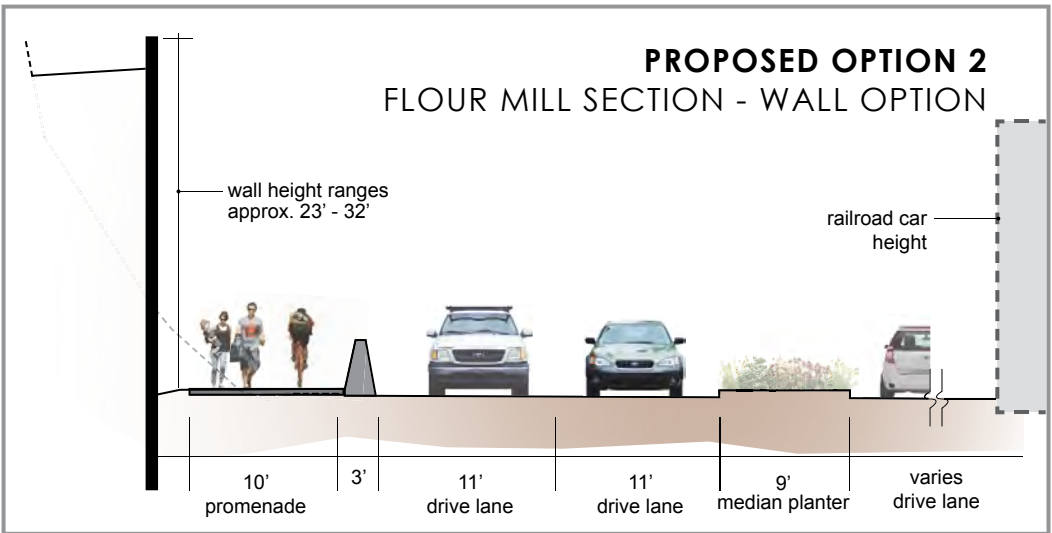 PROPOSED OPTION 2
FLOUR MILL SECTION - WALL OPTION
wall height ranges
approx. 23’ - 32’
railroad car
height
10’
promenade
3’
11’
drive lane
11’
drive lane
9’
median planter
varies
drive lane